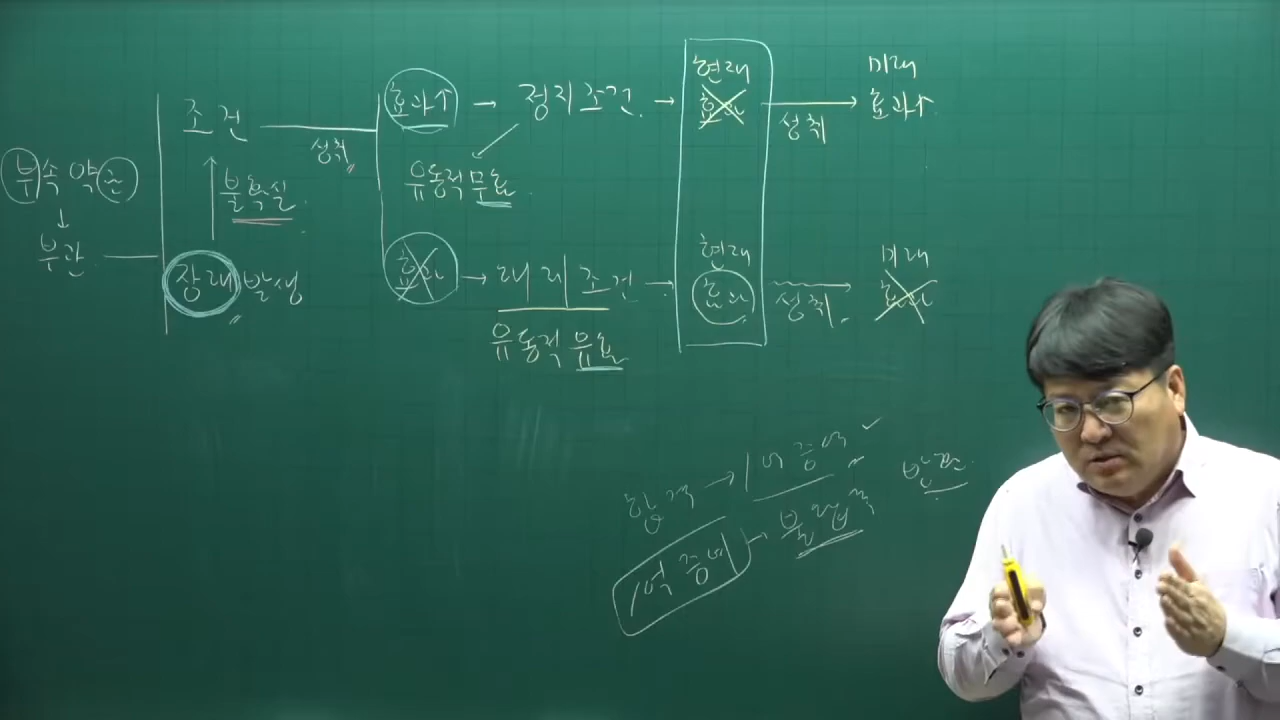 부속약관
↓
부관
조건
불확실
장래 발생
성취
효과↑ → 정지조건 →
유동적 무효
효과 → 해제조건 →
유동적 유효
현재
효과
성취
미래
효과↑
현재
효과
성취
미래
효과
합격 → 1억 증여
1억 증여 → 불합격
반환